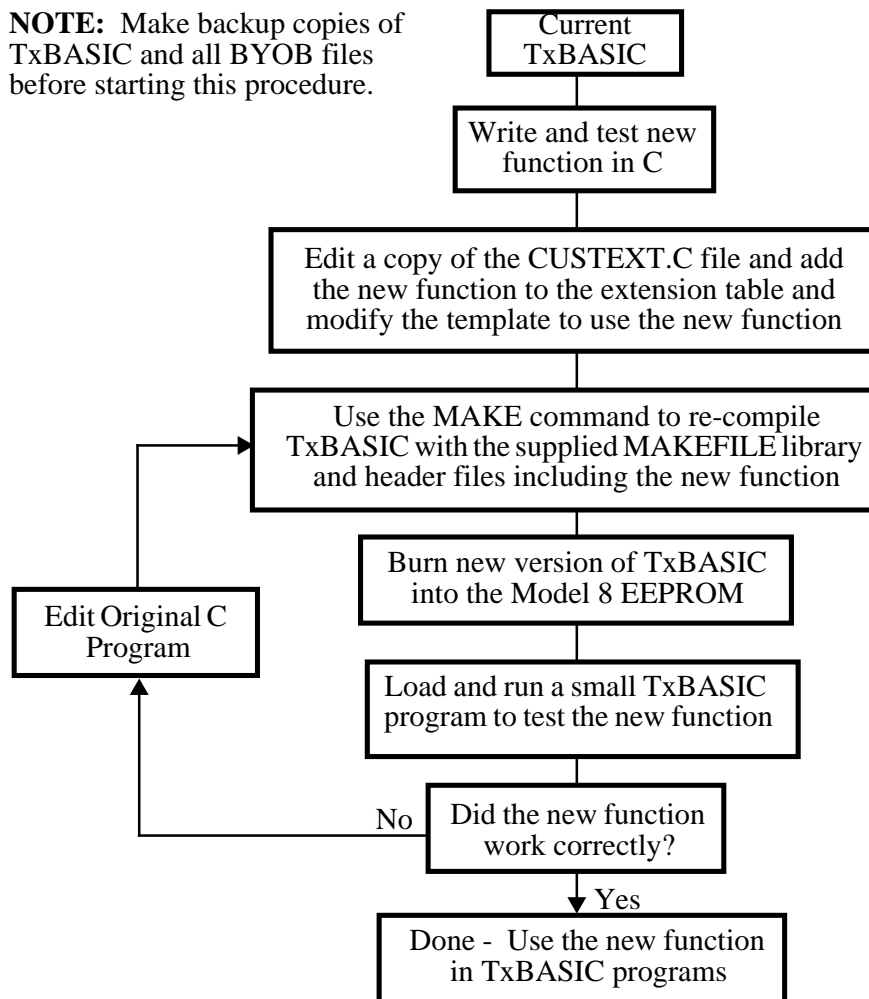 NOTE: Make backup copies of
TxBASIC and all BYOB files
before starting this procedure.
Current
TxBASIC
Write and test new
function in C
Edit a copy of the CUSTEXT.C file and add
the new function to the extension table and
modify the template to use the new function
Use the MAKE command to re-compile
TxBASIC with the supplied MAKEFILE library
and header files including the new function
Burn new version of TxBASIC
into the Model 8 EEPROM
Edit Original C
Program
Load and run a small TxBASIC
program to test the new function
No
Did the new function
work correctly?
Yes
Done - Use the new function
in TxBASIC programs